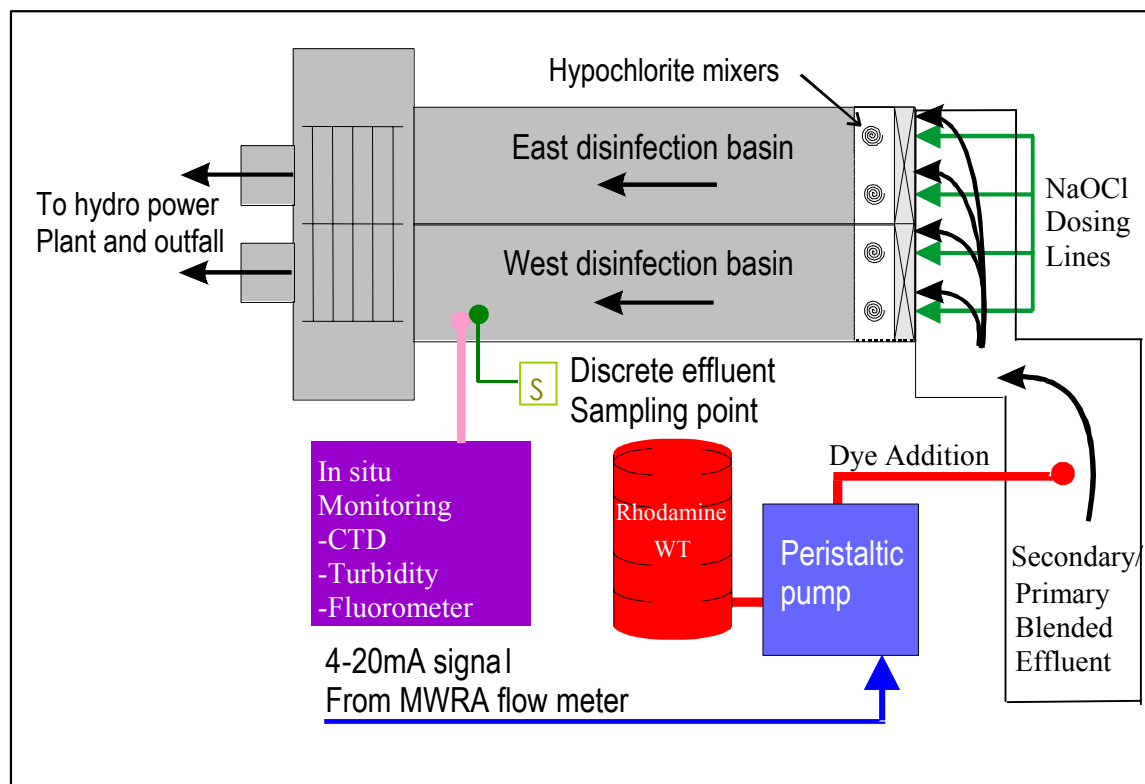 Hypochlorite mixers
East disinfection basin
To hydro power
Plant and outfall
NaOCl
Dosing
Lines
West disinfection basin
S
Discrete effluent
Sampling point
Dye Addition
In situ
Monitoring
-CTD
-Turbidity
-Fluorometer
Rhodamine
WT
Peristaltic
pump
Secondary/
Primary
Blended
Effluent
4-20mA signal
From MWRA flow meter